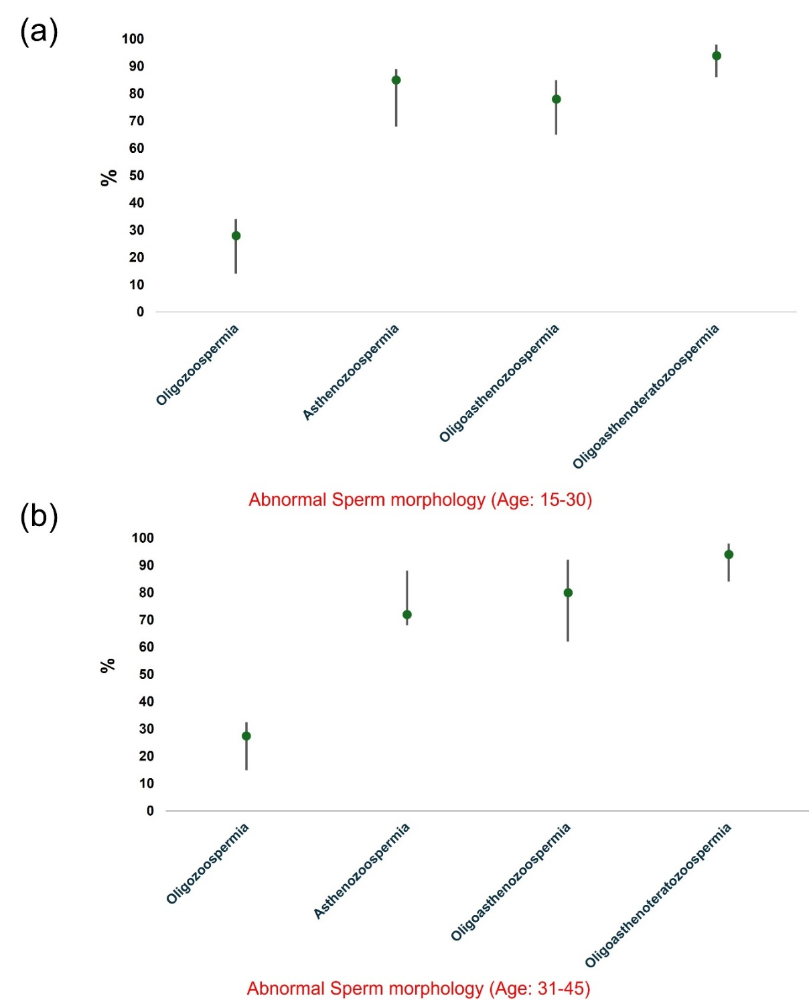 (a)
100
90
80
70
60
50
40
30
20
10
0
%
Oligozoospermia
Asthenozoospermia
Oligoasthenozoospermia
Oligoasthenoteratozoospermia
Abnormal Sperm morphology (Age: 15-30)
(b)
100
90
80
70
60
50
40
30
20
10
0
%
Oligozoospermia
Asthenozoospermia
Oligoasthenozoospermia
Oligoasthenoteratozoospermia
Abnormal Sperm morphology (Age: 31-45)